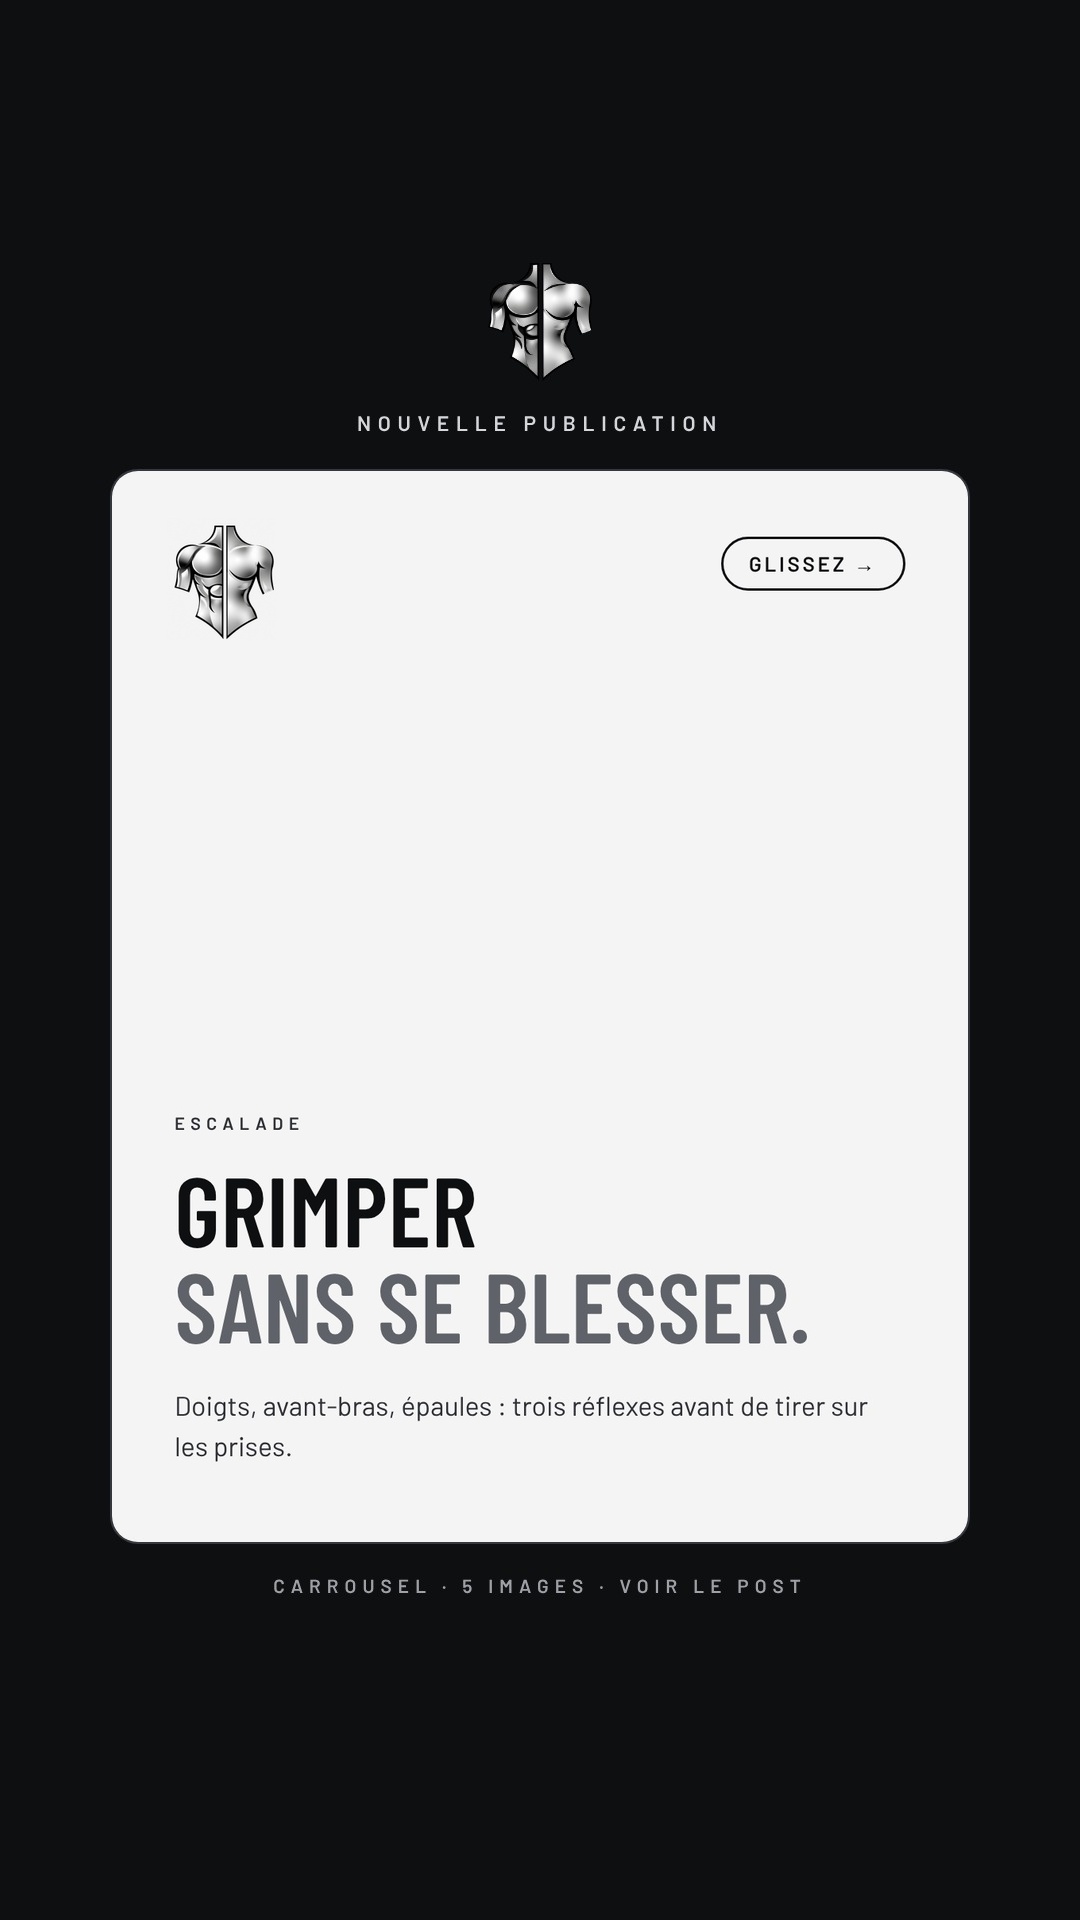 NOUVELLE PUBLICATION
GLISSEZ →
ESCALADE
GRIMPER
SANS SE BLESSER.
Doigts, avant-bras, épaules : trois réflexes avant de tirer sur
les prises.
CARROUSEL · 5 IMAGES · VOIR LE POST